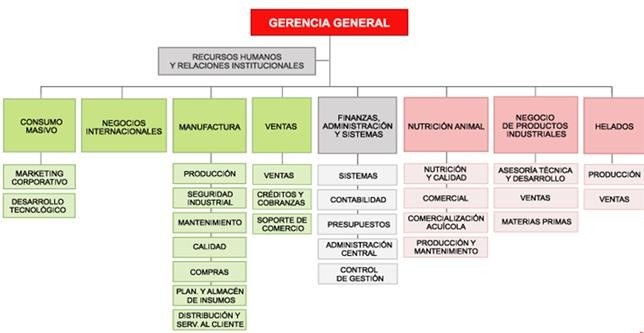 GERENCIA GENERAL
RECURSOS HUMANOS
Y RELACIONES INSTITUCIONALES
CONSUMO
MASIVO
NEGOCIOS
INTERNACIONALES
MANUFACTURA
VENTAS
FINANZAS,
ADMINISTRACIÓN
Y SISTEMAS
NUTRICIÓN ANIMAL
NEGOCIO
DE PRODUCTOS
INDUSTRIALES
HELADOS
MARKETING
CORPORATIVO
DESARROLLO
TECNOLÓGICO
PRODUCCIÓN
SEGURIDAD
INDUSTRIAL
MANTENIMIENTO
CALIDAD
COMPRAS
PLAN. Y ALMACÉN
DE INSUMOS
DISTRIBUCIÓN Y
SERV. AL CLIENTE
VENTAS
CRÉDITOS Y
COBRANZAS
SOPORTE DE
COMERCIO
SISTEMAS
CONTABILIDAD
PRESUPUESTOS
ADMINISTRACIÓN
CENTRAL
CONTROL
DE GESTIÓN
NUTRICIÓN
Y CALIDAD
COMERCIAL
COMERCIALIZACIÓN
ACUÍCOLA
PRODUCCIÓN Y
MANTENIMIENTO
ASESORÍA TÉCNICA
Y DESARROLLO
VENTAS
MATERIAS PRIMAS
PRODUCCIÓN
VENTAS